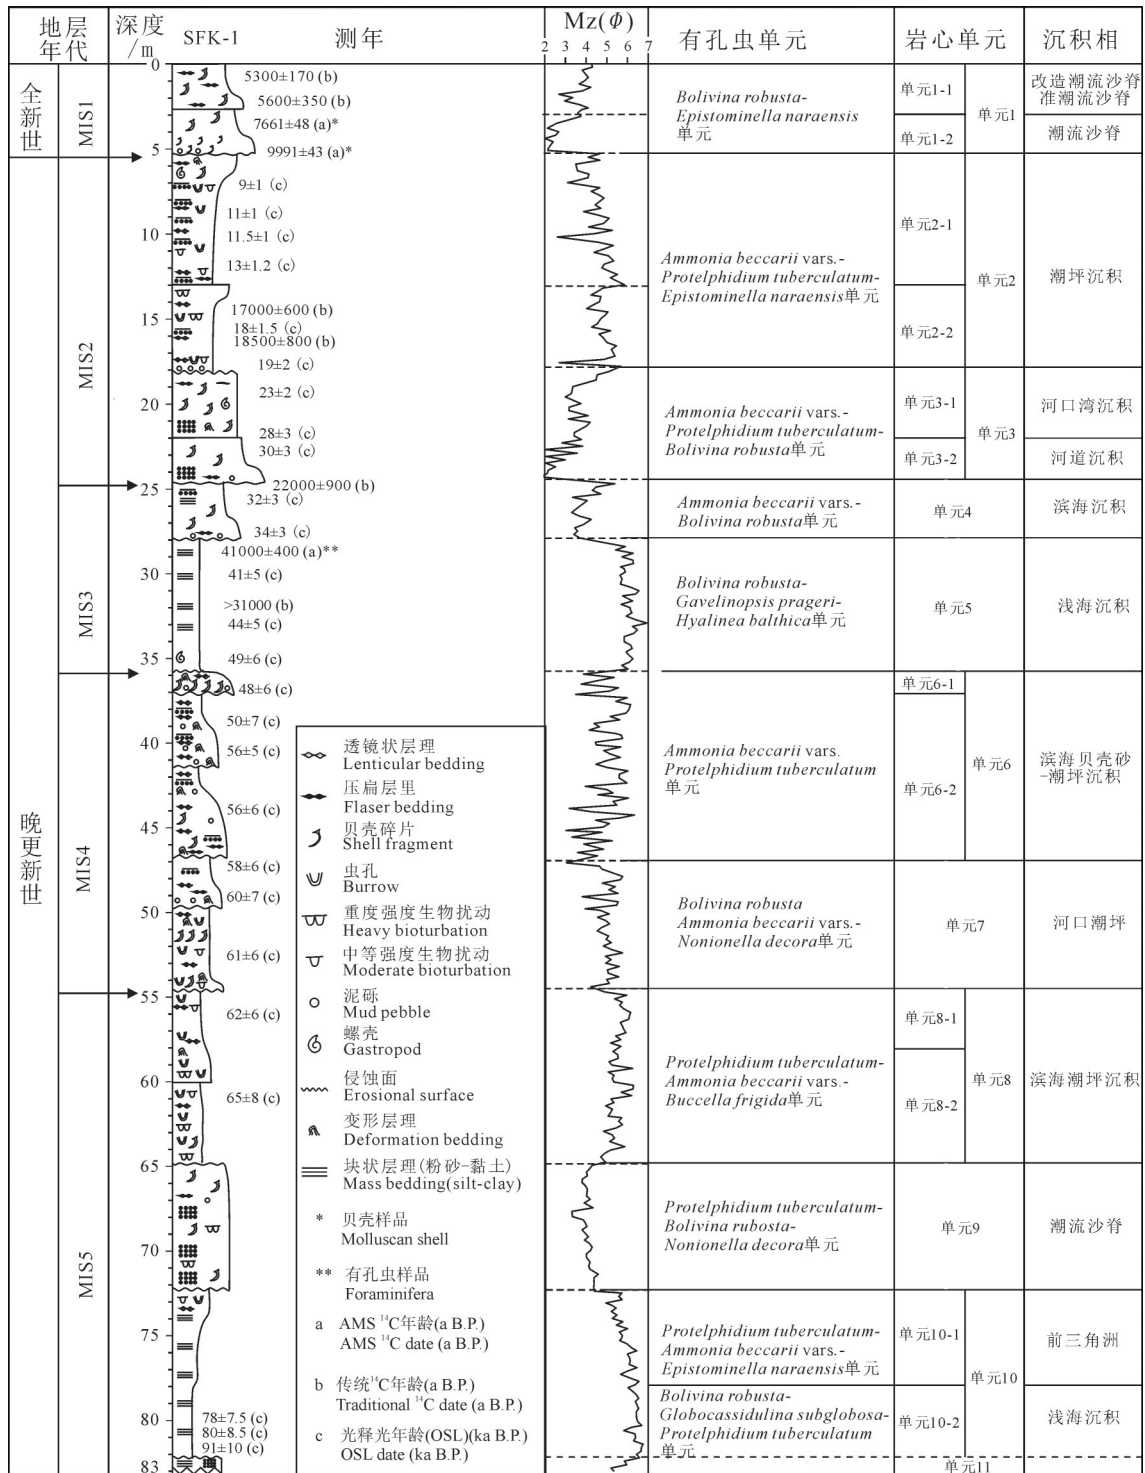 地层
年代
深度
/m
SFK-1
测年
Mz(Φ)
2 3 4 5 6 7
有孔虫单元
岩心单元
沉积相
全新世
晚更新世
MIS1
MIS2
MIS3
MIS4
MIS5
0
5
10
15
20
25
30
35
40
45
50
55
60
65
70
75
80
83
5300±170 (b)
5600±350 (b)
7661±48 (a)*
9991±43 (a)*
9±1 (c)
11±1 (c)
11.5±1 (c)
13±1.2 (c)
17000±600 (b)
18±1.5 (c)
18500±800 (b)
19±2 (c)
23±2 (c)
28±3 (c)
30±3 (c)
22000±900 (b)
32±3 (c)
34±3 (c)
41000±400 (a)**
41±5 (c)
>31000 (b)
44±5 (c)
49±6 (c)
48±6 (c)
50±7 (c)
56±5 (c)
56±6 (c)
58±6 (c)
60±7 (c)
61±6 (c)
62±6 (c)
65±8 (c)
78±7.5 (c)
80±8.5 (c)
91±10 (c)
透镜状层理
Lenticular bedding
压扁层里
Flaser bedding
贝壳碎片
Shell fragment
虫孔
Burrow
重度强度生物扰动
Heavy bioturbation
中等强度生物扰动
Moderate bioturbation
泥砾
Mud pebble
螺壳
Gastropod
侵蚀面
Erosional surface
变形层理
Deformation bedding
块状层理(粉砂-黏土)
Mass bedding(silt-clay)
* 贝壳样品
Molluscan shell
** 有孔虫样品
Foraminifera
a AMS ¹⁴C年龄(a B.P.)
AMS ¹⁴C date (a B.P.)
b 传统¹⁴C年龄(a B.P.)
Traditional ¹⁴C date (a B.P.)
c 光释光年龄(OSL)(ka B.P.)
OSL date (ka B.P.)
Bolivina robusta-
Epistominella naraensis
单元
Ammonia beccarii vars.-
Protelphidium tuberculatum-
Epistominella naraensis单元
Ammonia beccarii vars.-
Protelphidium tuberculatum-
Bolivina robusta单元
Ammonia beccarii vars.-
Bolivina robusta单元
Bolivina robusta-
Gavelinopsis prageri-
Hyalinea balthica单元
Ammonia beccarii vars.
Protelphidium tuberculatum
单元
Bolivina robusta
Ammonia beccarii vars.-
Nonionella decora单元
Protelphidium tuberculatum-
Ammonia beccarii vars.-
Buccella frigida单元
Protelphidium tuberculatum-
Bolivina rubosta-
Nonionella decora单元
Protelphidium tuberculatum-
Ammonia beccarii vars.-
Epistominella naraensis单元
Bolivina robusta-
Globocassidulina subglobosa-
Protelphidium tuberculatum
单元
单元1-1
单元1-2
单元1
单元2-1
单元2-2
单元2
单元3-1
单元3-2
单元3
单元4
单元5
单元6-1
单元6-2
单元6
单元7
单元8-1
单元8-2
单元8
单元9
单元10-1
单元10-2
单元10
单元11
改造潮流沙脊
准潮流沙脊
潮流沙脊
潮坪沉积
河口湾沉积
河道沉积
滨海沉积
浅海沉积
滨海贝壳砂
-潮坪沉积
河口潮坪
滨海潮坪沉积
潮流沙脊
前三角洲
浅海沉积